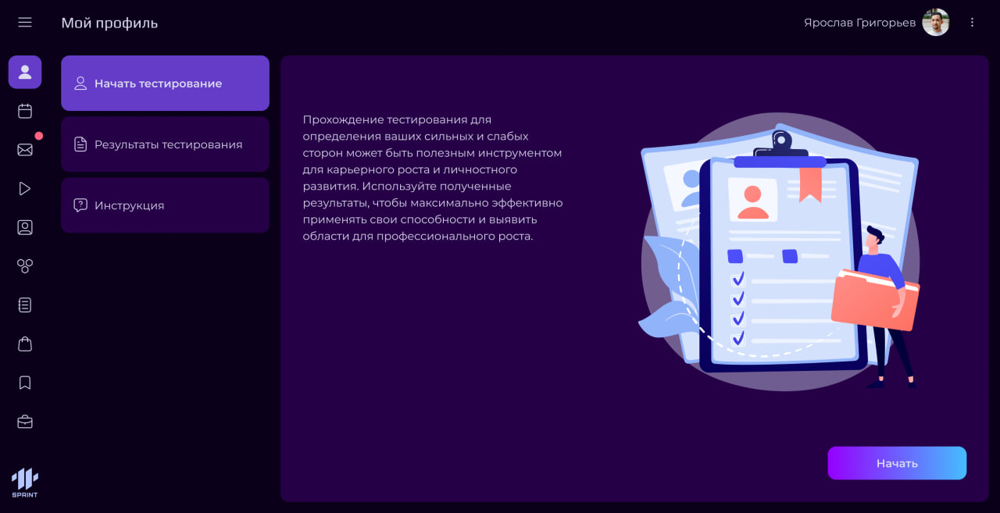 Мой профиль
Ярослав Григорьев
Начать тестирование
Результаты тестирования
Инструкция
Прохождение тестирования для
определения ваших сильных и слабых
сторон может быть полезным инструментом
для карьерного роста и личностного
развития. Используйте полученные
результаты, чтобы максимально эффективно
применять свои способности и выявить
области для профессионального роста.
Начать
SPRINT